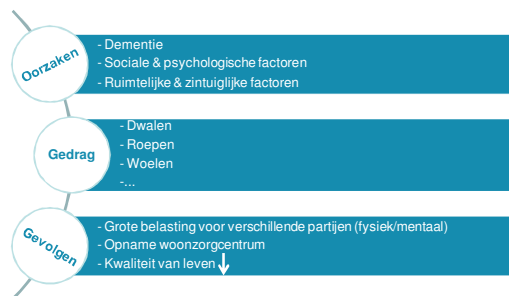 Oorzaken
- Dementie
- Sociale & psychologische factoren
- Ruimtelijke & zintuiglijke factoren
Gedrag
- Dwalen
- Roepen
- Woelen
-...
Gevolgen
- Grote belasting voor verschillende partijen (fysiek/mentaal)
- Opname woonzorgcentrum
- Kwaliteit van leven